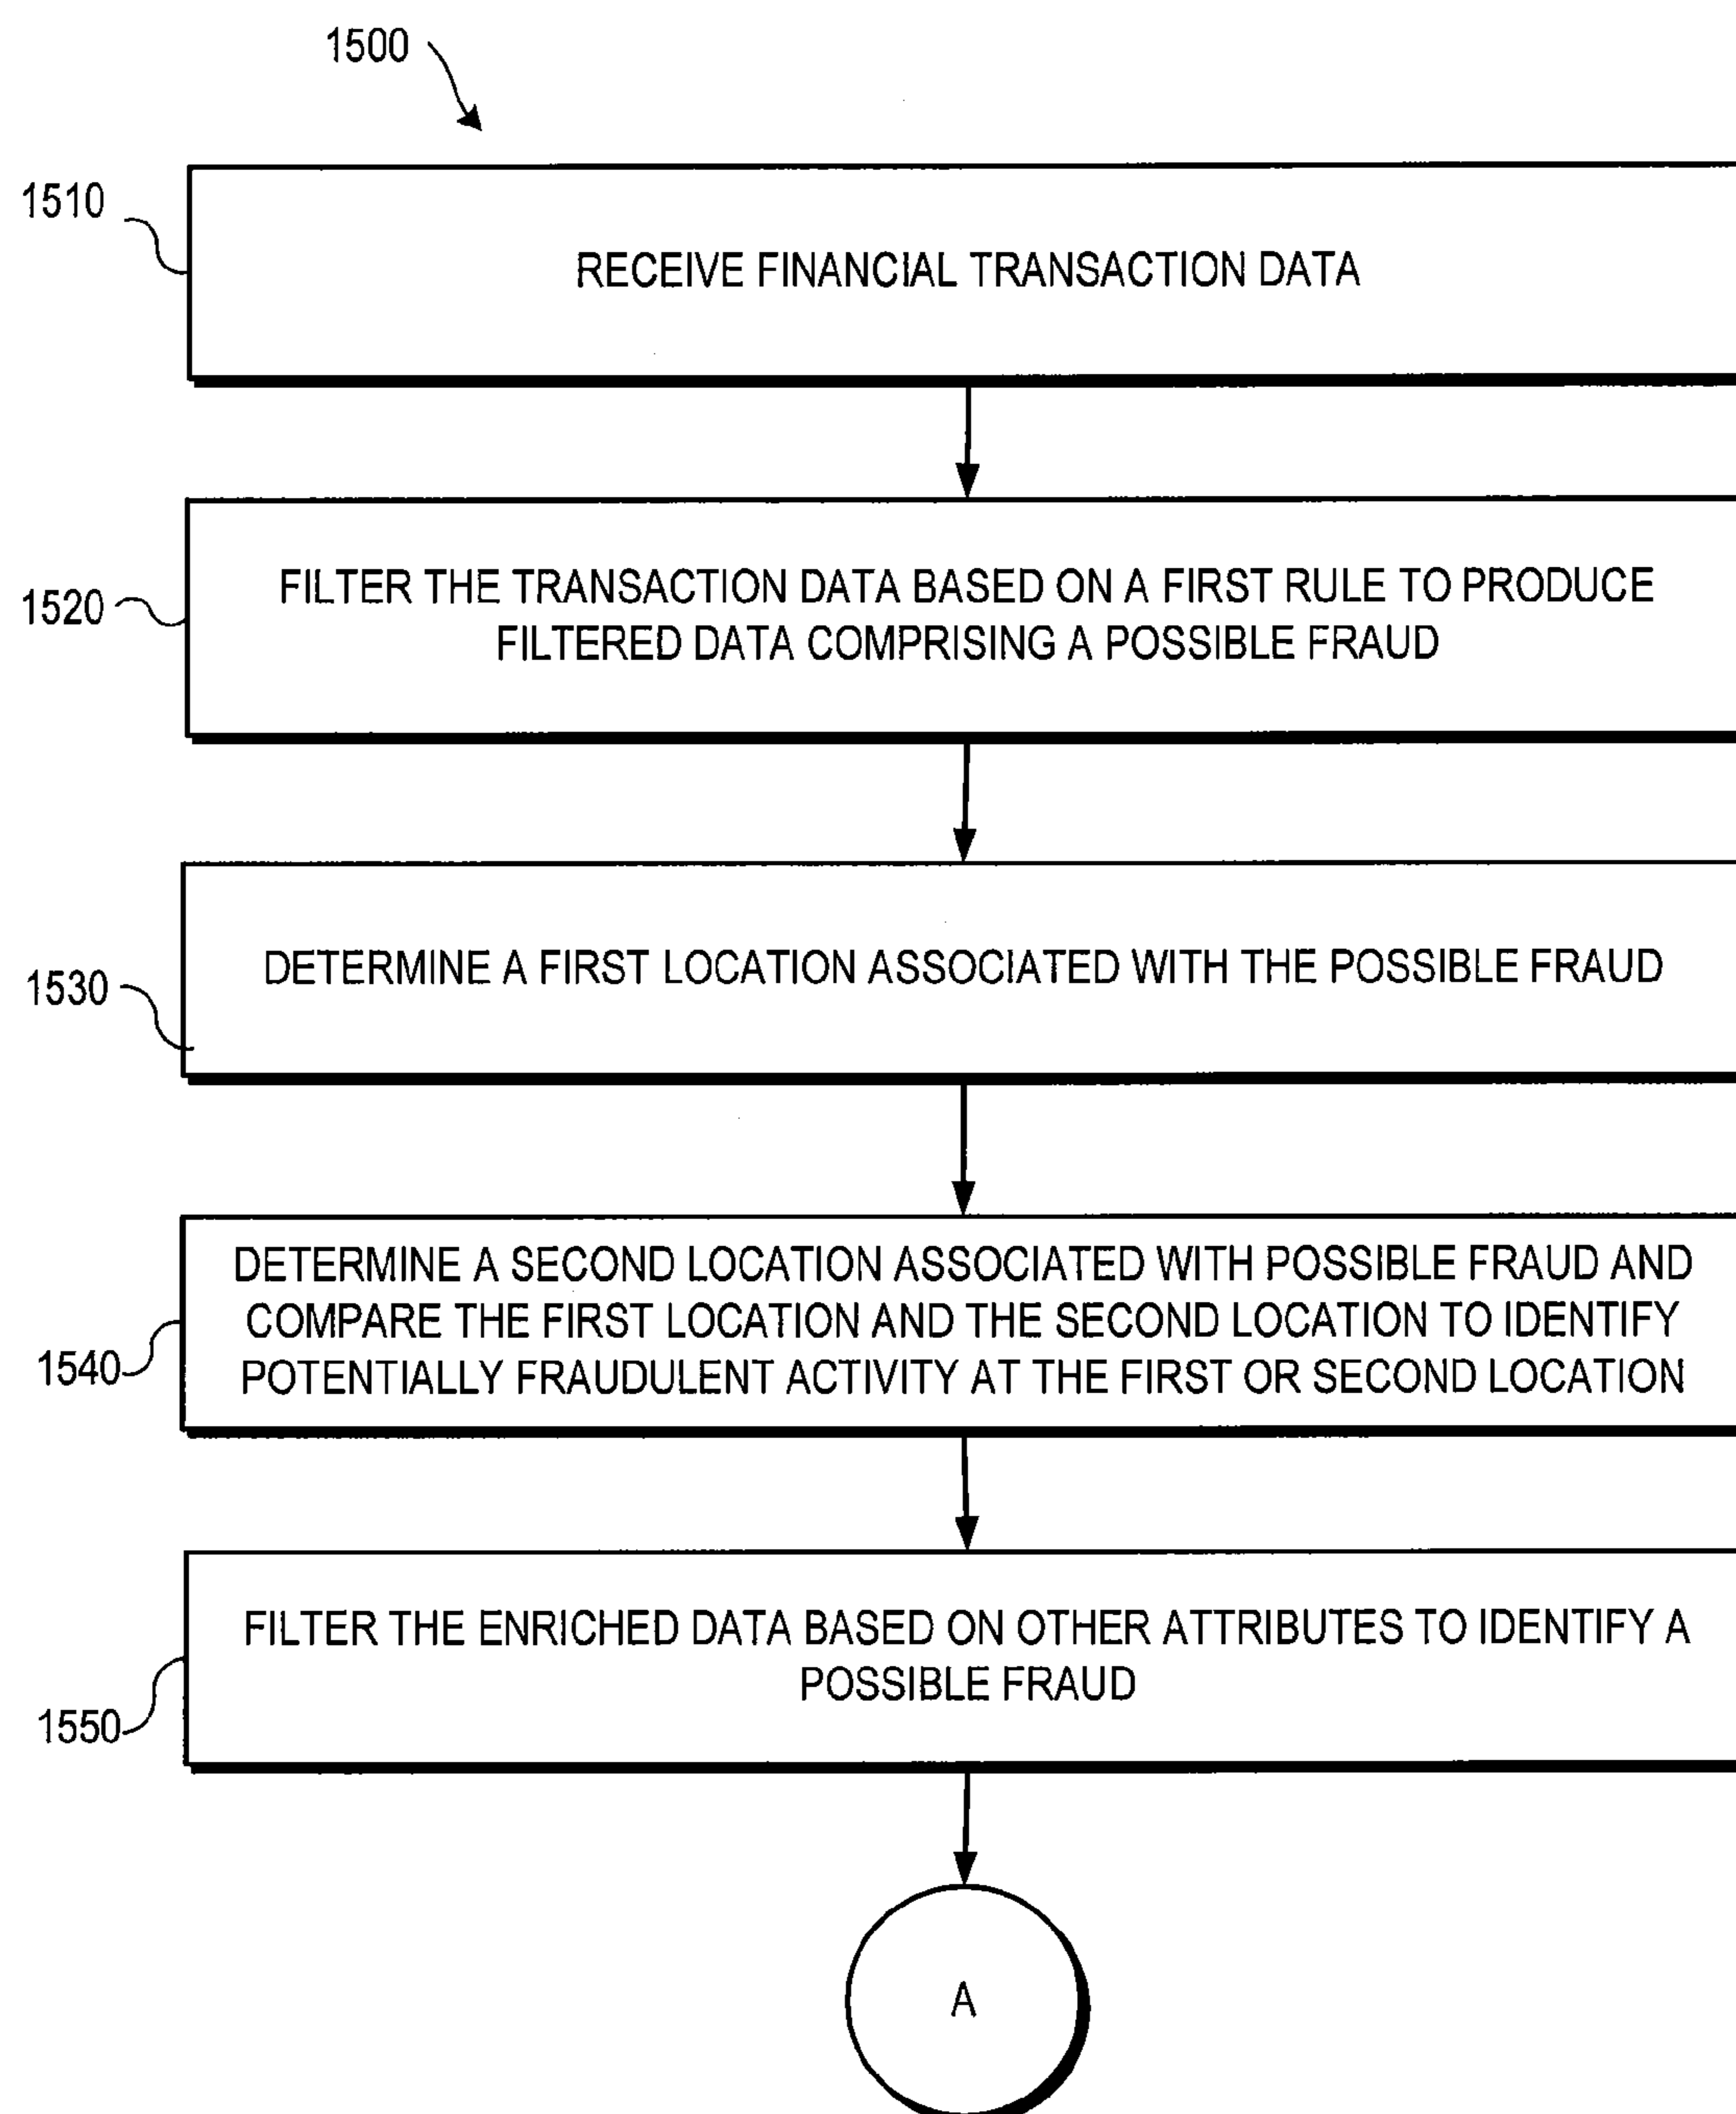 1500
1510
RECEIVE FINANCIAL TRANSACTION DATA
1520
FILTER THE TRANSACTION DATA BASED ON A FIRST RULE TO PRODUCE
FILTERED DATA COMPRISING A POSSIBLE FRAUD
1530
DETERMINE A FIRST LOCATION ASSOCIATED WITH THE POSSIBLE FRAUD
1540
DETERMINE A SECOND LOCATION ASSOCIATED WITH POSSIBLE FRAUD AND
COMPARE THE FIRST LOCATION AND THE SECOND LOCATION TO IDENTIFY
POTENTIALLY FRAUDULENT ACTIVITY AT THE FIRST OR SECOND LOCATION
1550
FILTER THE ENRICHED DATA BASED ON OTHER ATTRIBUTES TO IDENTIFY A
POSSIBLE FRAUD
A